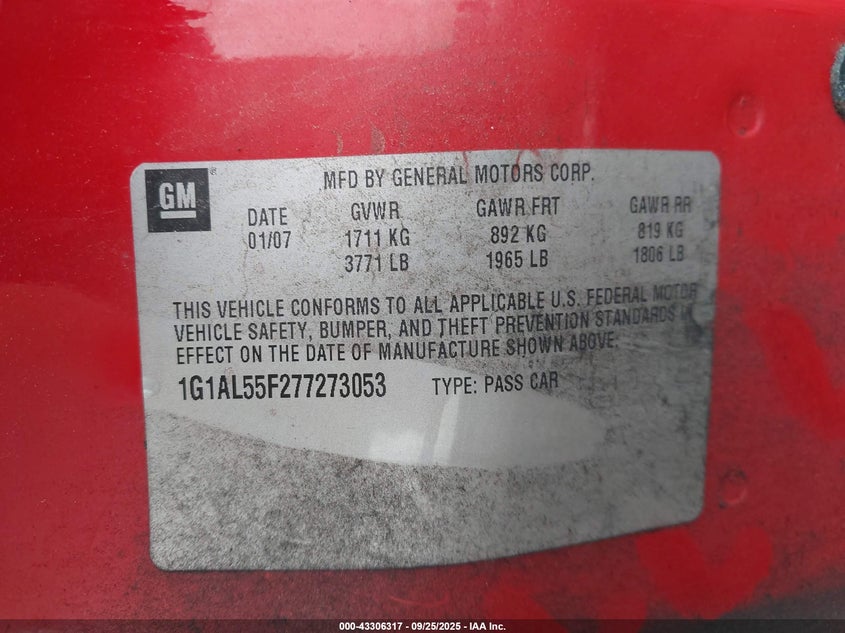 GM
MFD BY GENERAL MOTORS CORP.
DATE GVWR GAWR FRT GAWR RR
01/07 1711 KG 892 KG 819 KG
3771 LB 1965 LB 1806 LB
THIS VEHICLE CONFORMS TO ALL APPLICABLE U.S. FEDERAL MOTOR
VEHICLE SAFETY, BUMPER, AND THEFT PREVENTION STANDARDS IN
EFFECT ON THE DATE OF MANUFACTURE SHOWN ABOVE.
1G1AL55F277273053 TYPE: PASS CAR
000-43306317 - 09/25/2025 - IAA Inc.